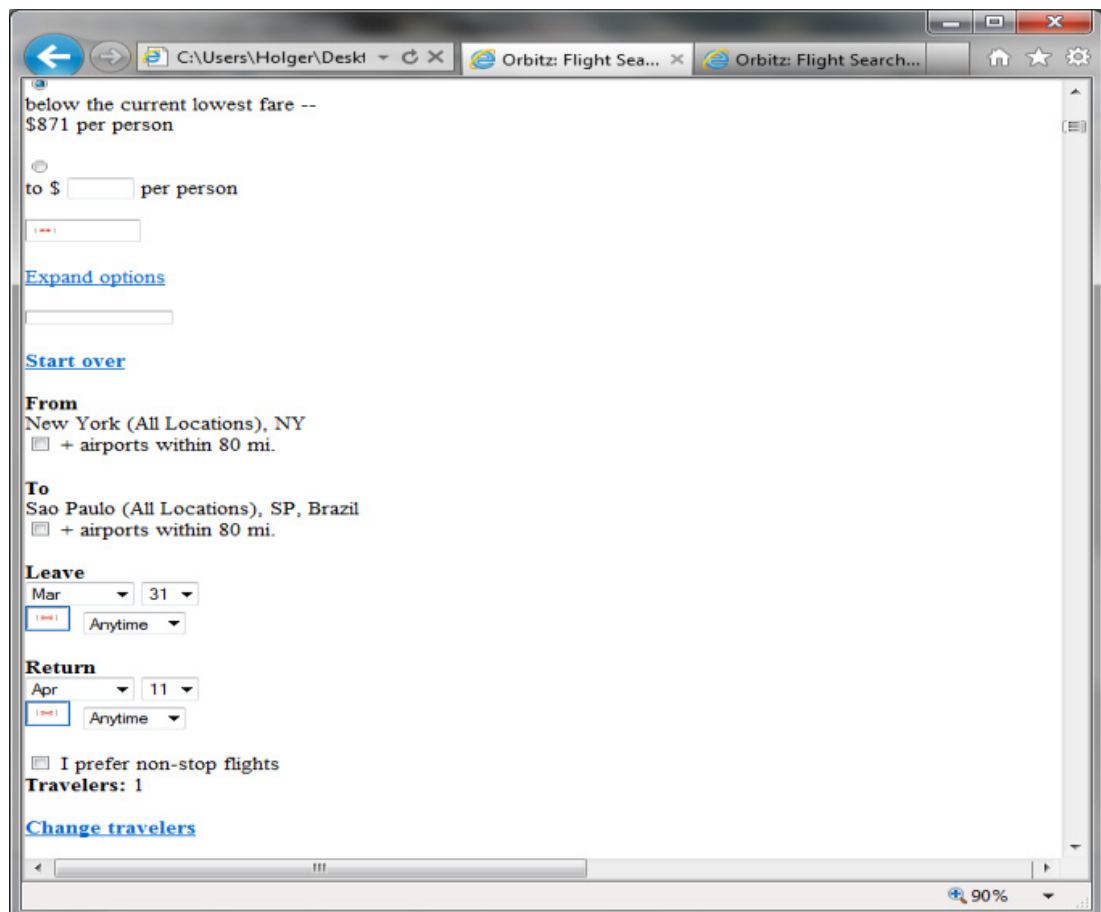 C:\Users\Holger\Deskt
Orbitz: Flight Sea...
Orbitz: Flight Search...
below the current lowest fare --
$871 per person
to $ per person
Expand options
Start over
From
New York (All Locations), NY
+ airports within 80 mi.
To
Sao Paulo (All Locations), SP, Brazil
+ airports within 80 mi.
Leave
Mar 31
Anytime
Return
Apr 11
Anytime
I prefer non-stop flights
Travelers: 1
Change travelers
90%